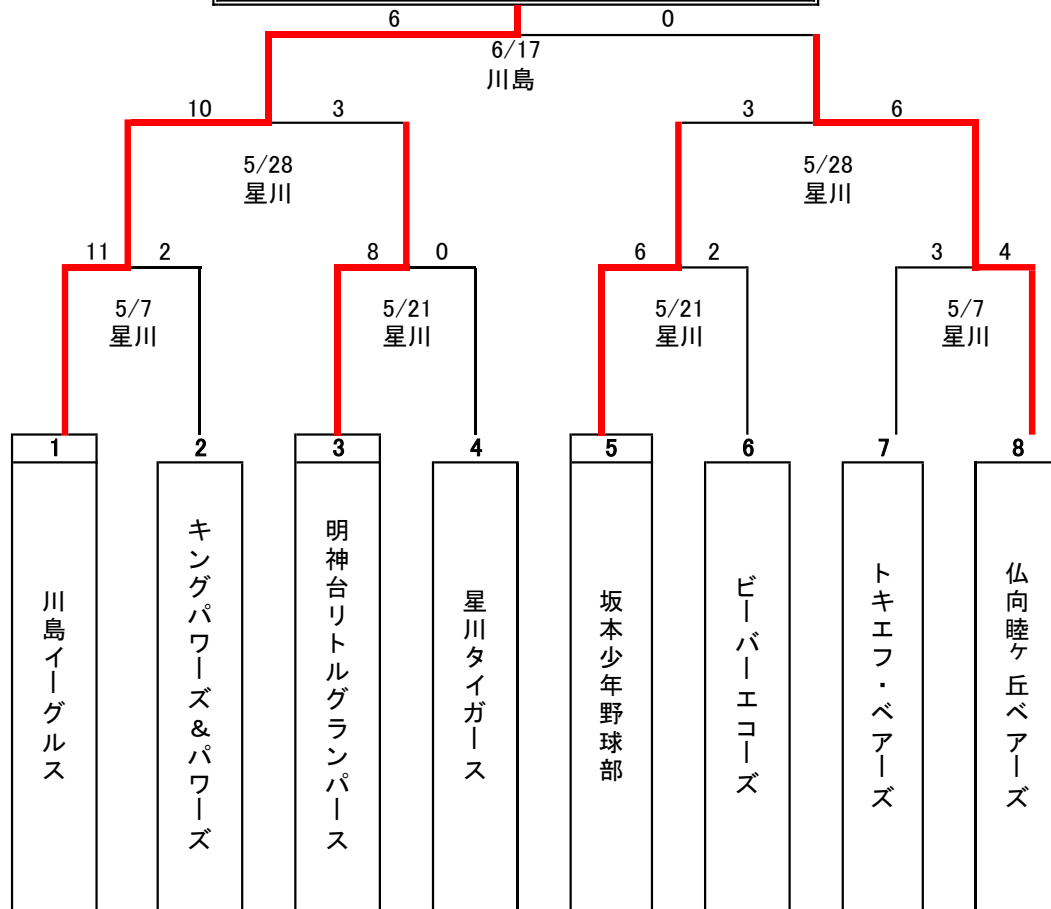 6 0
6/17
川島
10 3 3 6
5/28 5/28
星川 星川
11 2 8 0 6 2 3 4
5/7 5/21 5/21 5/7
星川 星川 星川 星川
1 2 3 4 5 6 7 8
川島イーグルス
キングパワーズ&パワーズ
明神台リトルグランパース
星川タイガース
坂本少年野球部
ビーバーエコーズ
トキエフ・ベアーズ
仏向睦ヶ丘ベアーズ